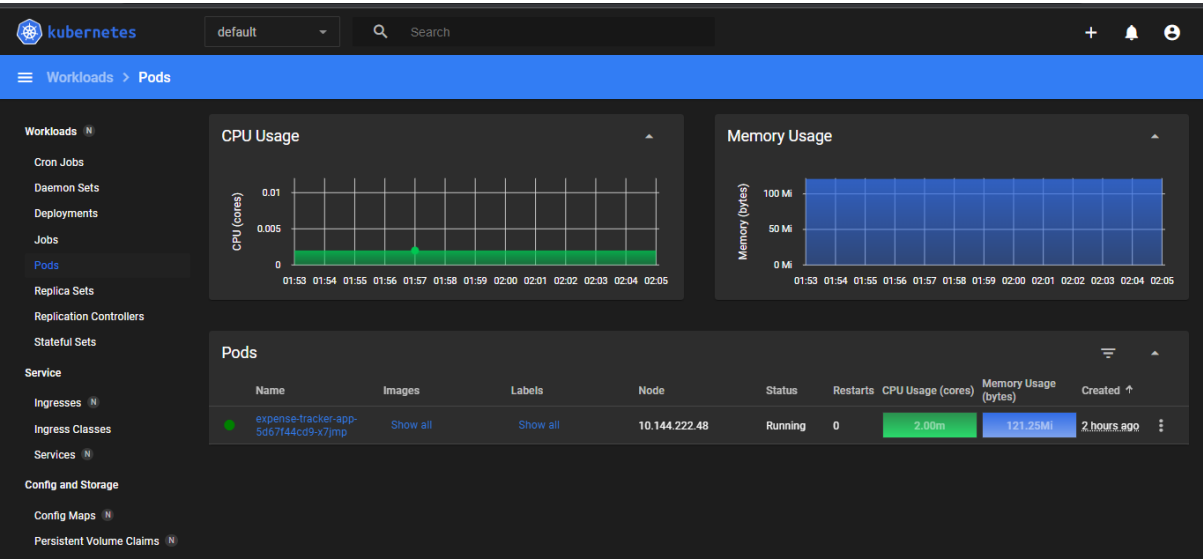 kubernetes
default
Search
Workloads > Pods
Workloads N
Cron Jobs
Daemon Sets
Deployments
Jobs
Pods
Replica Sets
Replication Controllers
Stateful Sets
Service
Ingresses N
Ingress Classes
Services N
Config and Storage
Config Maps N
Persistent Volume Claims N
CPU Usage
CPU (cores)
0.01
0.005
0
01:53 01:54 01:55 01:56 01:57 01:58 01:59 02:00 02:01 02:02 02:03 02:04 02:05
Memory Usage
Memory (bytes)
100 Mi
50 Mi
0 Mi
01:53 01:54 01:55 01:56 01:57 01:58 01:59 02:00 02:01 02:02 02:03 02:04 02:05
Pods
Name Images Labels Node Status Restarts CPU Usage (cores) Memory Usage
(bytes) Created
expense-tracker-app-
5d67f44cd9-x7jmp Show all Show all 10.144.222.48 Running 0 2.00m 121.25Mi 2 hours ago